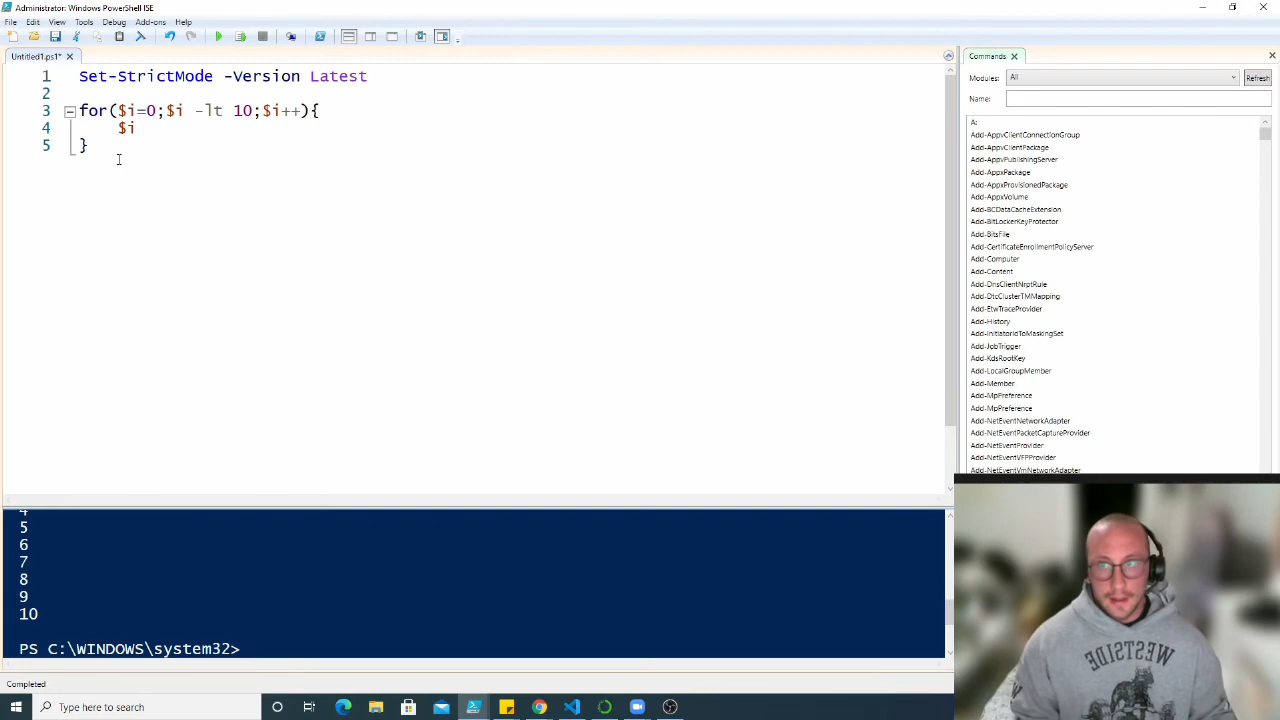 Administrator: Windows PowerShell ISE
File Edit View Tools Debug Add-ons Help
Untitled1.ps1*
1 Set-StrictMode -Version Latest
2
3 for($i=0;$i -lt 10;$i++){
4 $i
5 }
4
5
6
7
8
9
10
PS C:\WINDOWS\system32>
Completed
Commands
Modules: All Refresh
Name:
A:
Add-AppvClientConnectionGroup
Add-AppvClientPackage
Add-AppvPublishingServer
Add-AppxPackage
Add-AppxProvisionedPackage
Add-AppxVolume
Add-BCDataCacheExtension
Add-BitLockerKeyProtector
Add-BitsFile
Add-CertificateEnrollmentPolicyServer
Add-Computer
Add-Content
Add-DnsClientNrptRule
Add-DtcClusterTMMapping
Add-EtwTraceProvider
Add-History
Add-InitiatorIdToMaskingSet
Add-JobTrigger
Add-KdsRootKey
Add-LocalGroupMember
Add-Member
Add-MpPreference
Add-MpPreference
Add-NetEventNetworkAdapter
Add-NetEventPacketCaptureProvider
Add-NetEventProvider
Add-NetEventVFPProvider
Add-NetEventVmNetworkAdapter
WESTSIDE
Type here to search